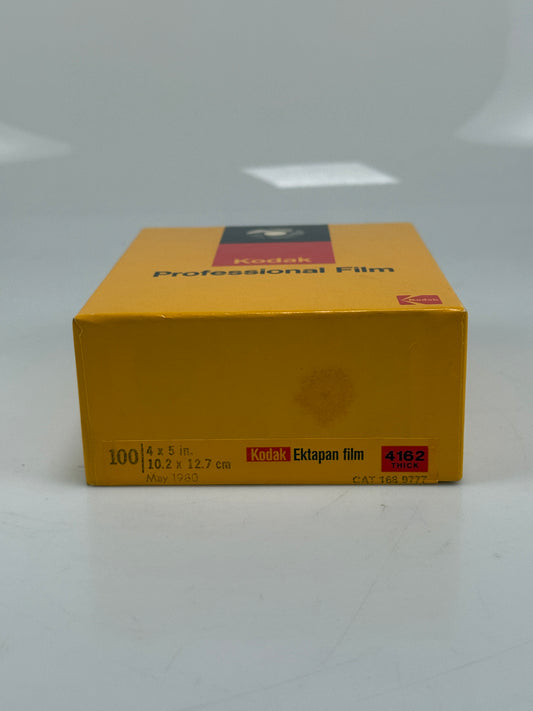 Kodak
Professional Film
Kodak
100 4 x 5 in.
10.2 x 12.7 cm
May 1980
Kodak Ektapan film
4162
THICK
CAT 168 9777